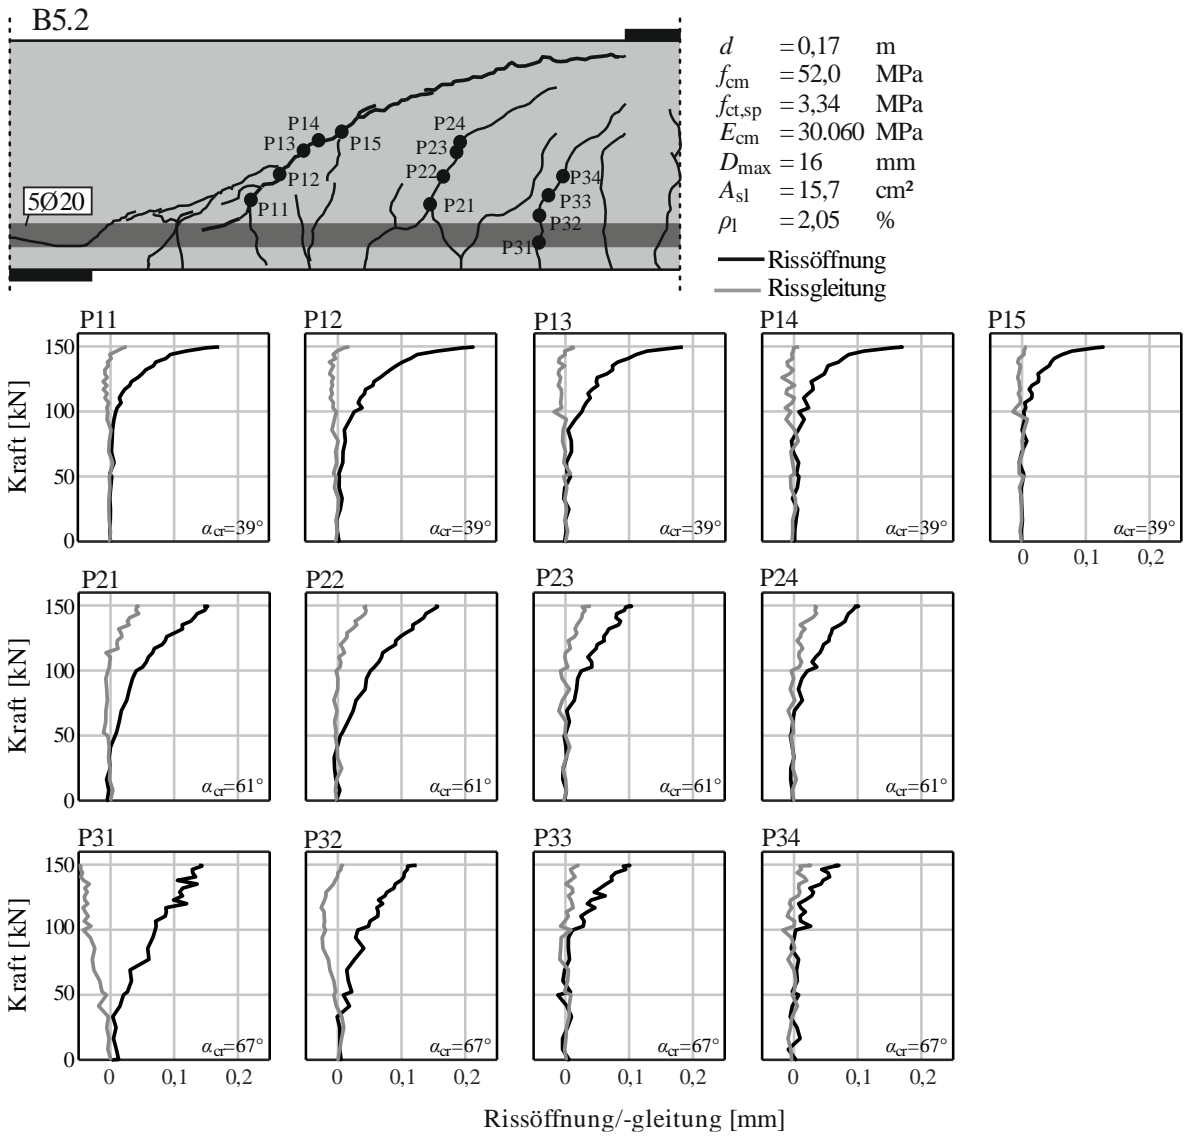 B5.2
P14
P13
P15
P12
P11
P24
P23
P22
P21
P34
P33
P32
P31
5Ø20
d =0,17 m
fcm =52,0 MPa
fct,sp =3,34 MPa
Ecm =30.060 MPa
Dmax =16 mm
Asl =15,7 cm²
ρl =2,05 %
Rissöffnung
Rissgleitung
P11 P12 P13 P14 P15
Kraft [kN]
150
100
50
0
αcr=39° αcr=39° αcr=39° αcr=39° αcr=39°
0 0,1 0,2
P21 P22 P23 P24
Kraft [kN]
150
100
50
0
αcr=61° αcr=61° αcr=61° αcr=61°
P31 P32 P33 P34
Kraft [kN]
150
100
50
0
αcr=67° αcr=67° αcr=67° αcr=67°
0 0,1 0,2 0 0,1 0,2 0 0,1 0,2 0 0,1 0,2
Rissöffnung/-gleitung [mm]